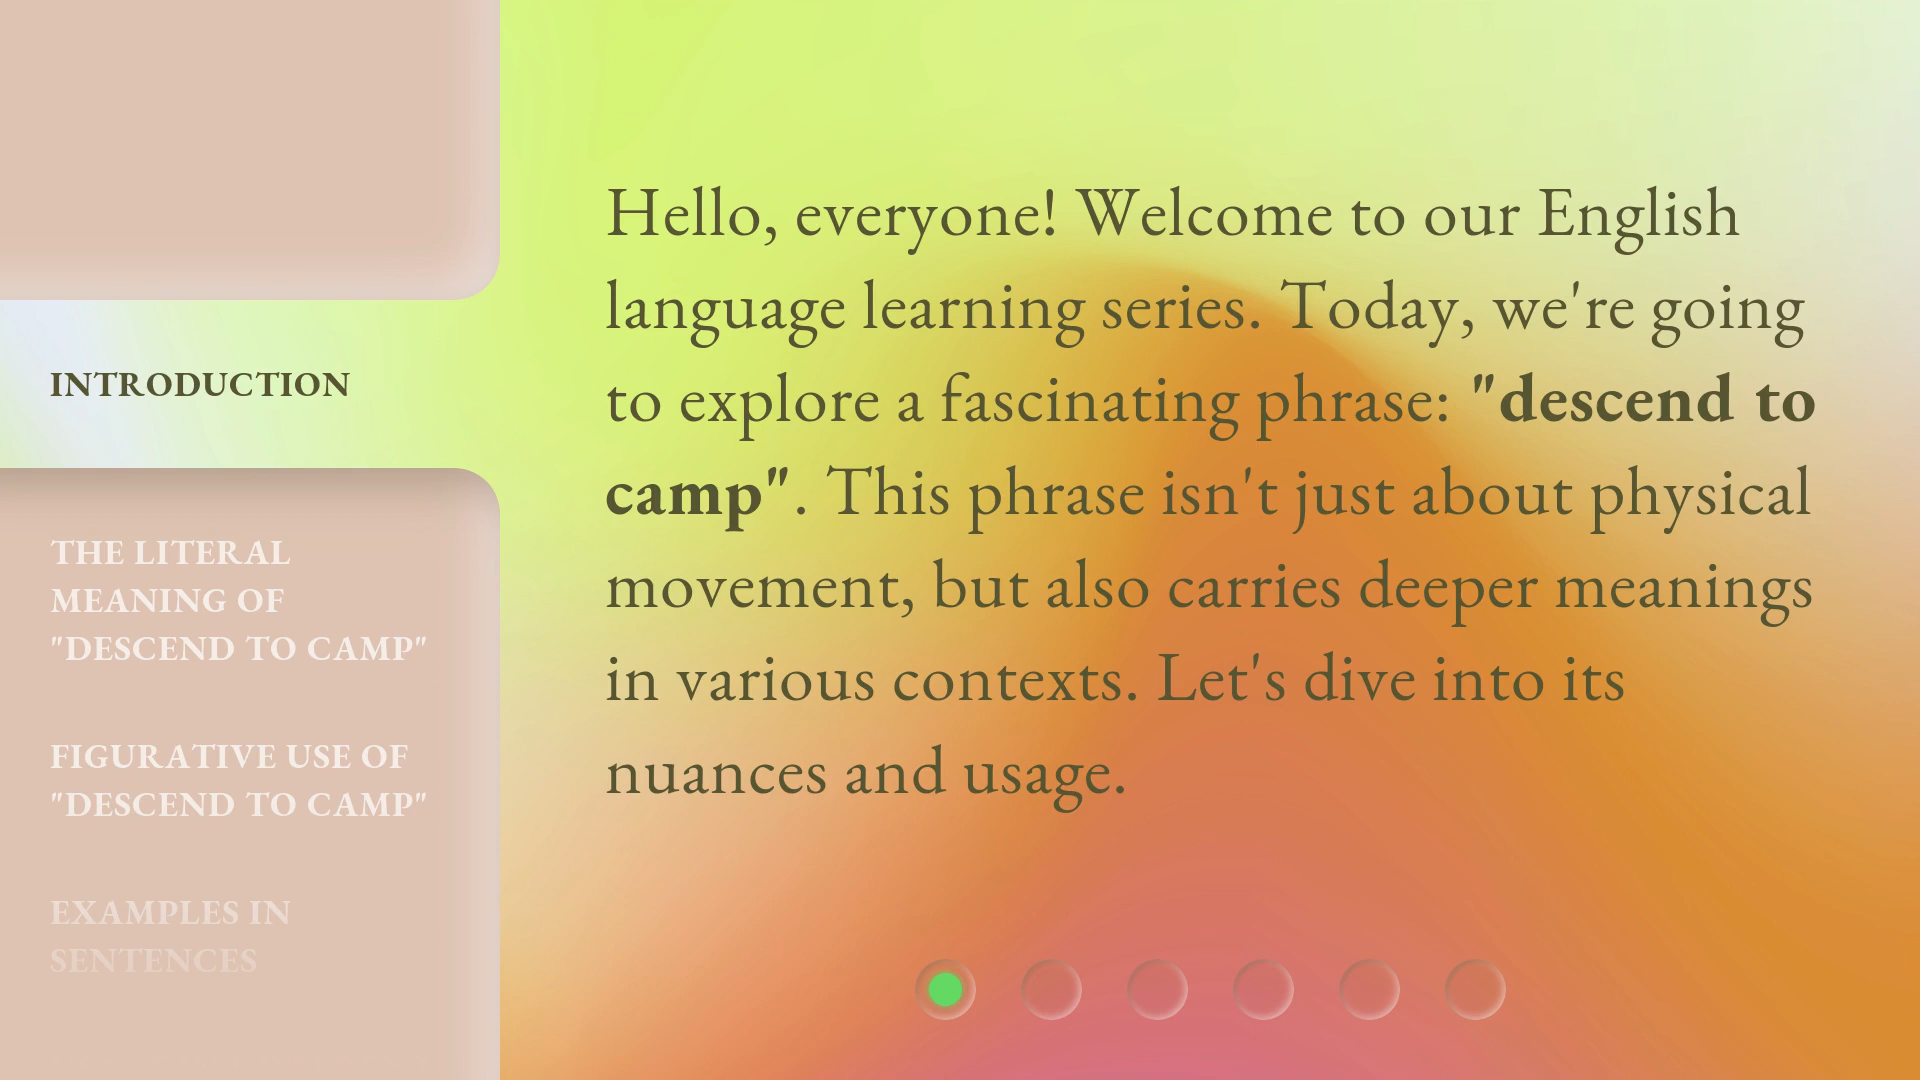 INTRODUCTION
THE LITERAL
MEANING OF
"DESCEND TO CAMP"
FIGURATIVE USE OF
"DESCEND TO CAMP"
EXAMPLES IN
SENTENCES
Hello, everyone! Welcome to our English
language learning series. Today, we're going
to explore a fascinating phrase: "descend to
camp". This phrase isn't just about physical
movement, but also carries deeper meanings
in various contexts. Let's dive into its
nuances and usage.